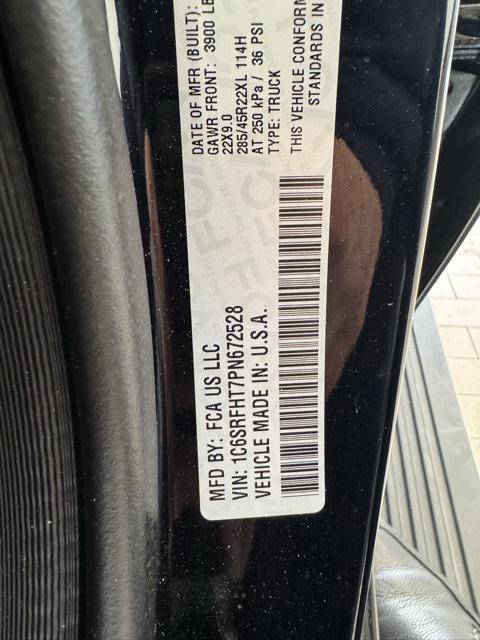 MFD BY: FCA US LLC
VIN: 1C6SRFHT7PN672528
VEHICLE MADE IN: U.S.A.
DATE OF MFR (BUILT):
GAWR FRONT: 3900 LB
22X9.0
285/45R22XL 114H
AT 250 kPa / 36 PSI
TYPE: TRUCK
THIS VEHICLE CONFORM
STANDARDS IN